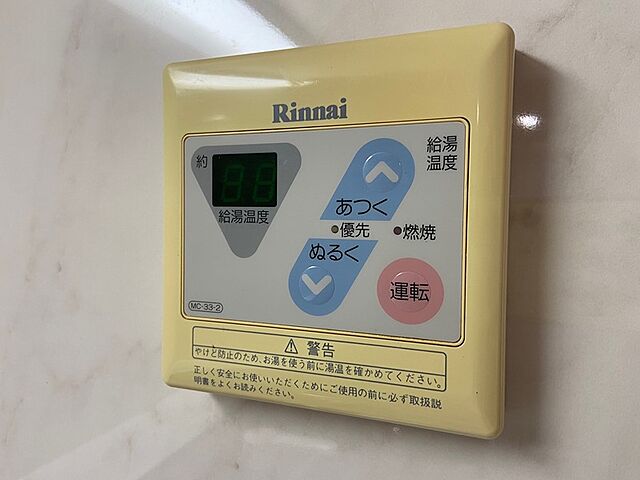 Rinnai
約
給湯温度
給湯
温度
あつく
優先
燃焼
ぬるく
運転
MC-33-2
警告
やけど防止のため、お湯を使う前に湯温を確かめてください。
正しく安全にお使いいただくためにご使用の前に必ず取扱説
明書をよくお読みください。